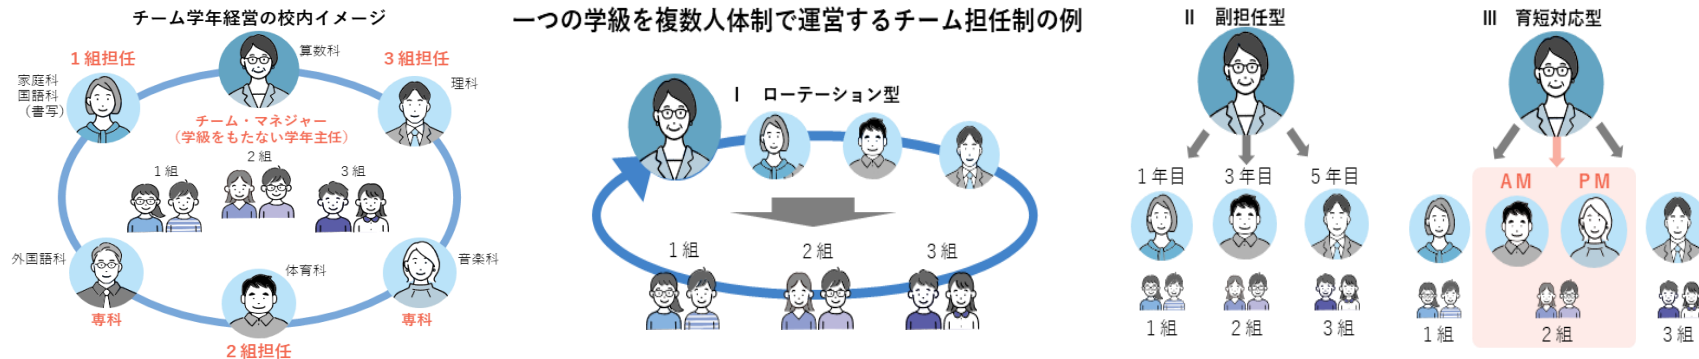 チーム学年経営の校内イメージ
1組担任
算数科
3組担任
家庭科
国語科
（書写）
理科
チーム・マネジャー
（学級をもたない学年主任）
1組
2組
3組
外国語科
体育科
音楽科
専科
専科
2組担任
一つの学級を複数人体制で運営するチーム担任制の例
Ⅰ ローテーション型
1組
2組
3組
Ⅱ 副担任型
1年目
3年目
5年目
1組
2組
3組
Ⅲ 育短対応型
AM
PM
1組
2組
3組